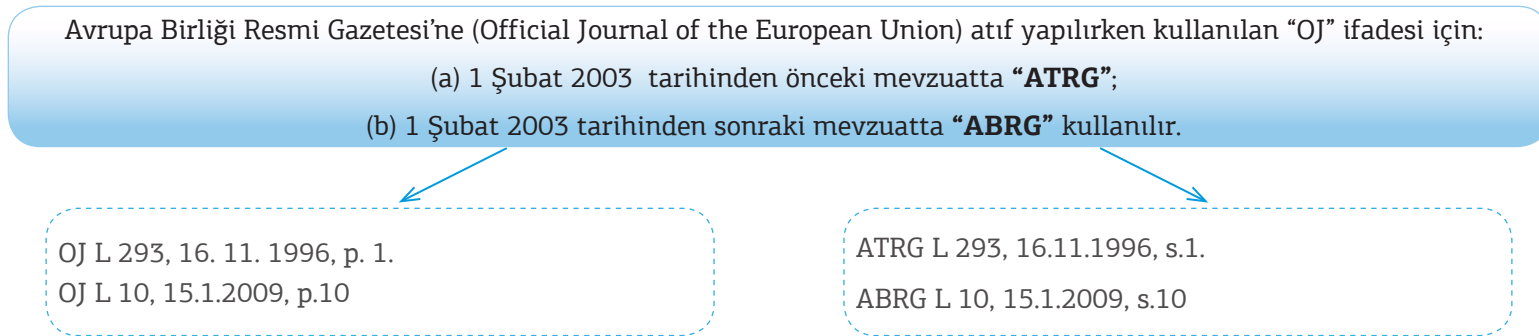 Avrupa Birliği Resmi Gazetesi’ne (Official Journal of the European Union) atıf yapılırken kullanılan “OJ” ifadesi için:
(a) 1 Şubat 2003 tarihinden önceki mevzuatta “ATRG”;
(b) 1 Şubat 2003 tarihinden sonraki mevzuatta “ABRG” kullanılır.
OJ L 293, 16. 11. 1996, p. 1.
OJ L 10, 15.1.2009, p.10
ATRG L 293, 16.11.1996, s.1.
ABRG L 10, 15.1.2009, s.10